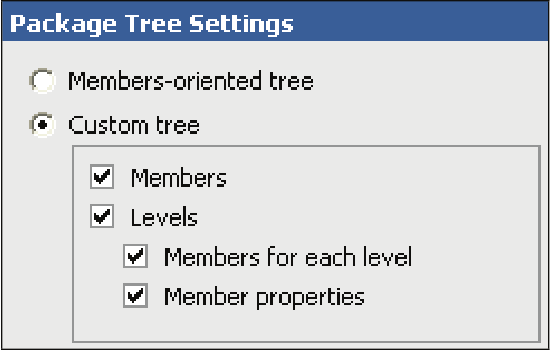 Package Tree Settings
Members-oriented tree
Custom tree
Members
Levels
Members for each level
Member properties